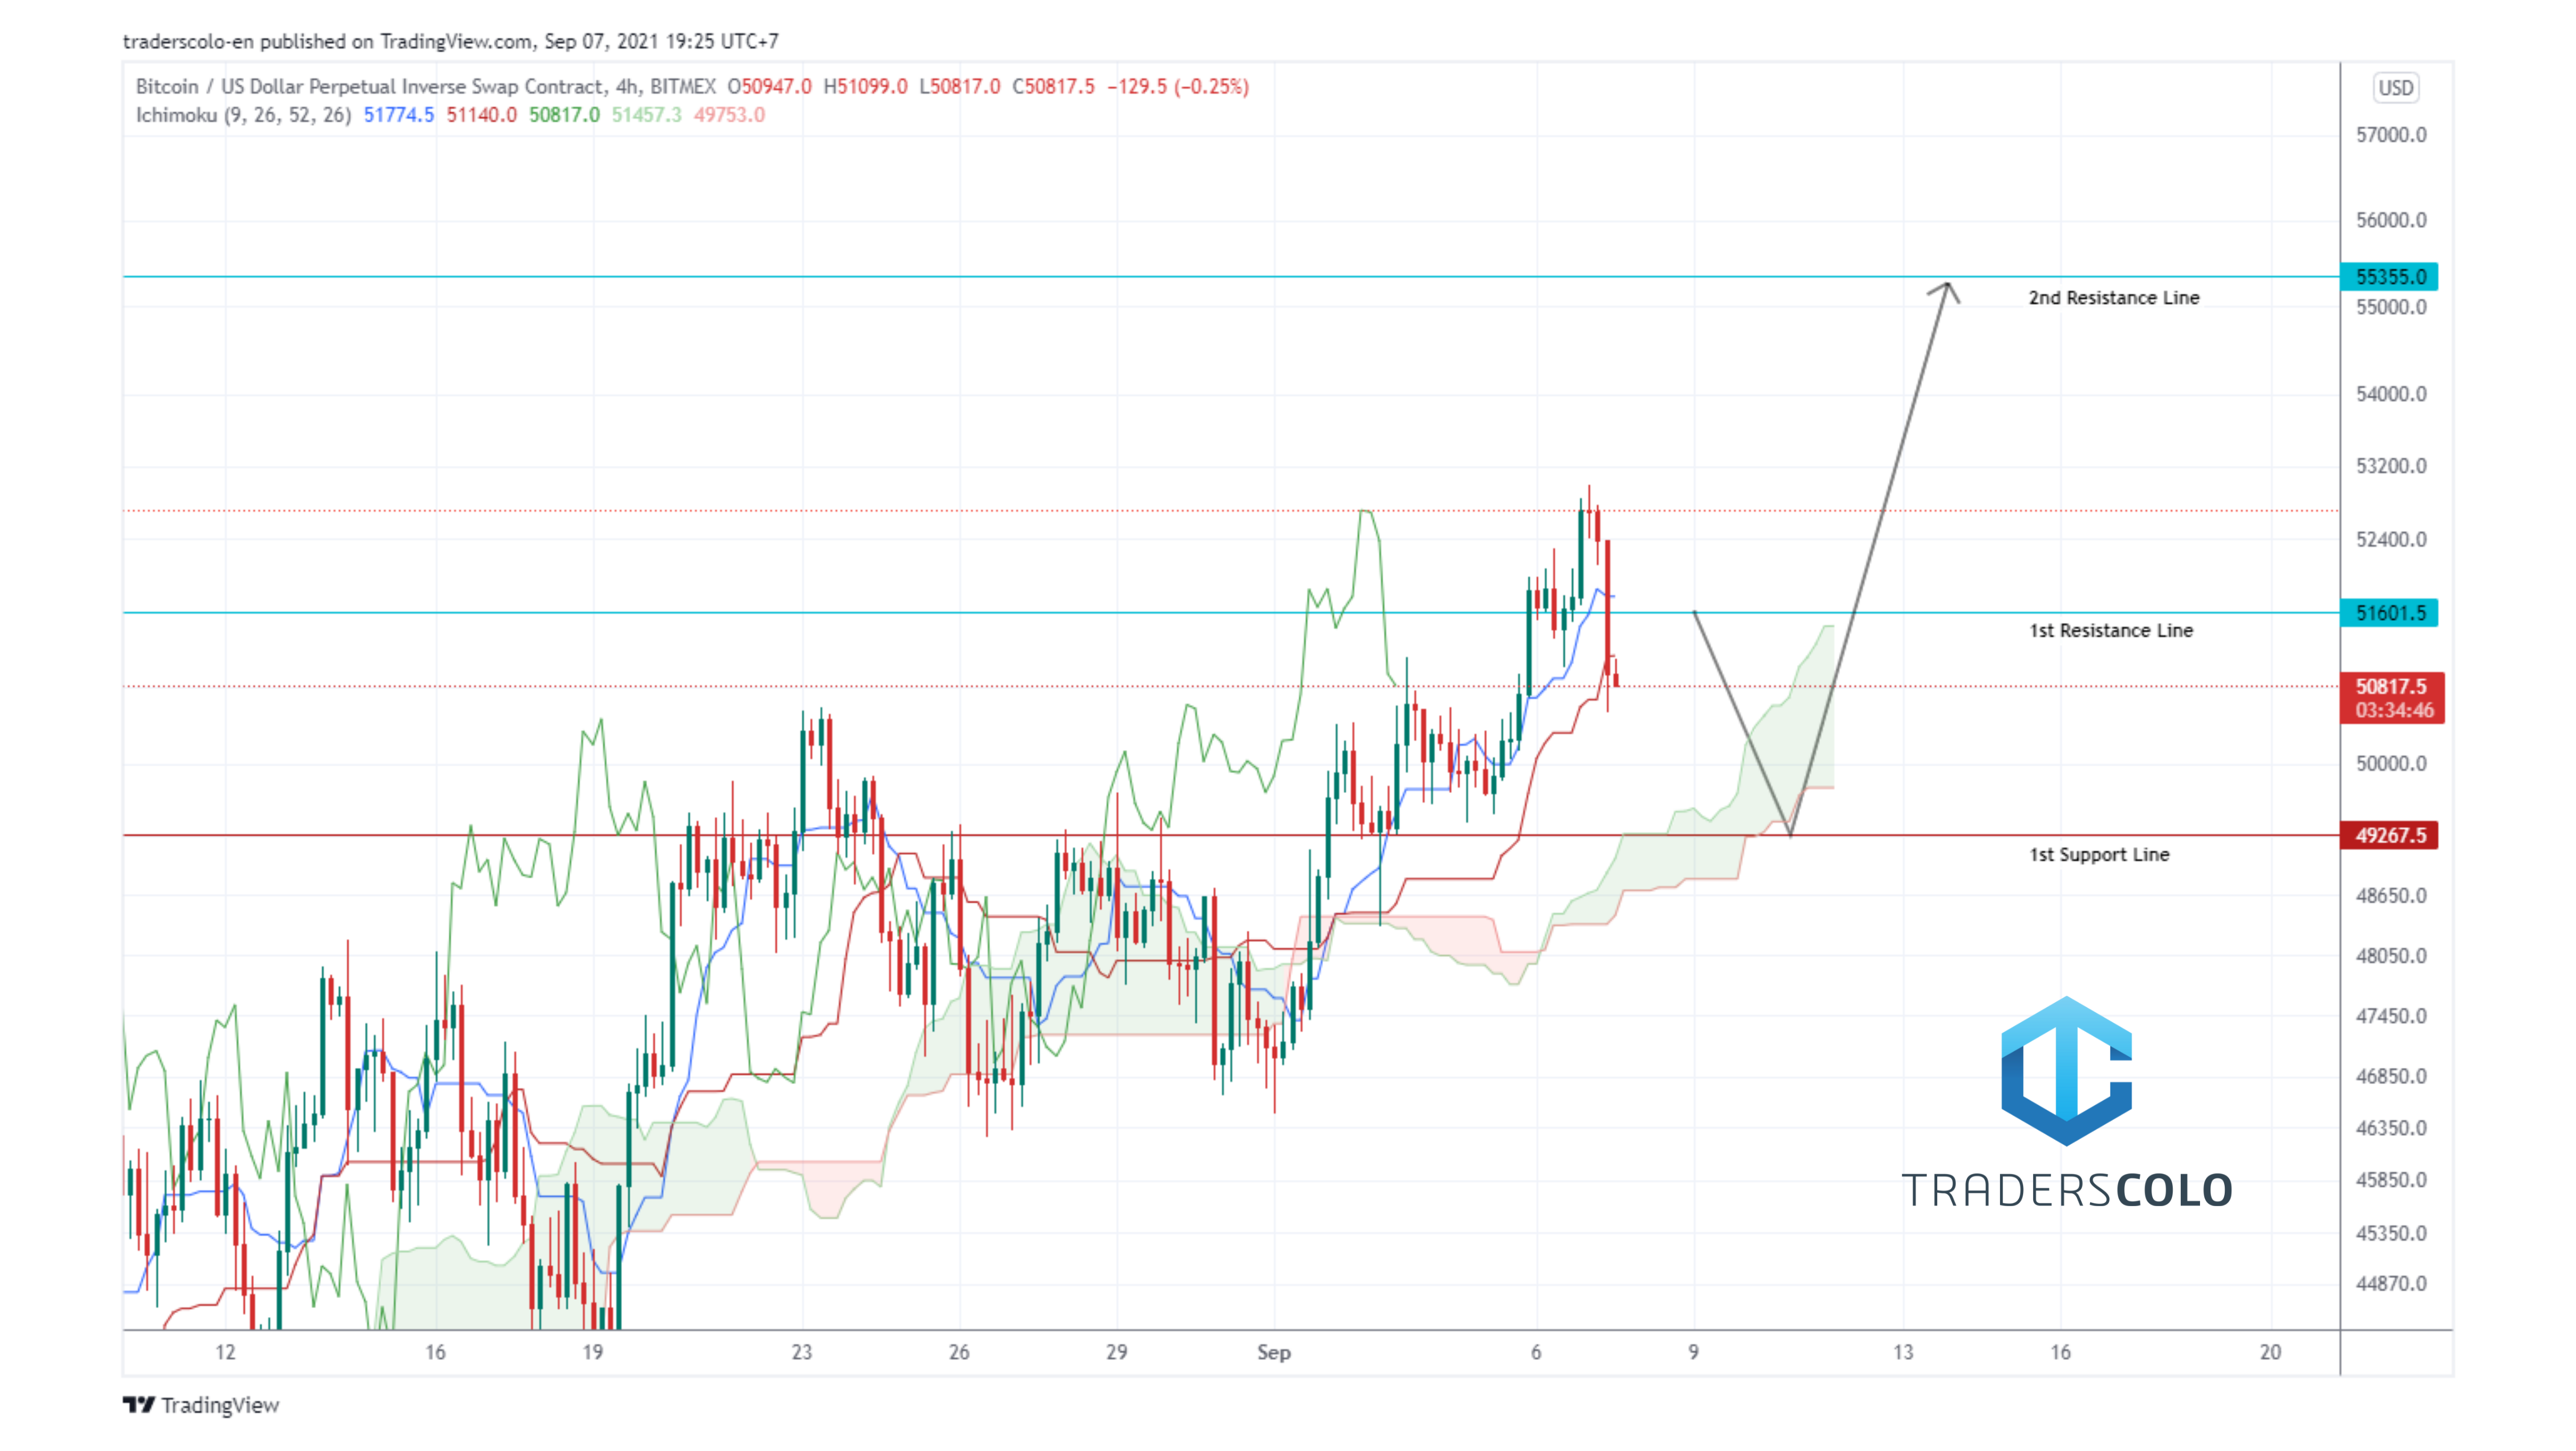 traderscolo-en published on TradingView.com, Sep 07, 2021 19:25 UTC+7
Bitcoin / US Dollar Perpetual Inverse Swap Contract, 4h, BITMEX O50947.0 H51099.0 L50817.0 C50817.5 −129.5 (−0.25%)
USD
Ichimoku (9, 26, 52, 26) 51774.5 51140.0 50817.0 51457.3 49753.0
57000.0
56000.0
55355.0
2nd Resistance Line
55000.0
54000.0
53200.0
52400.0
51601.5
1st Resistance Line
50817.5
03:34:46
50000.0
49267.5
1st Support Line
48650.0
48050.0
47450.0
46850.0
46350.0
45850.0
TRADERSCOLO
45350.0
44870.0
12 16 19 23 26 29 Sep 6 9 13 16 20
TradingView